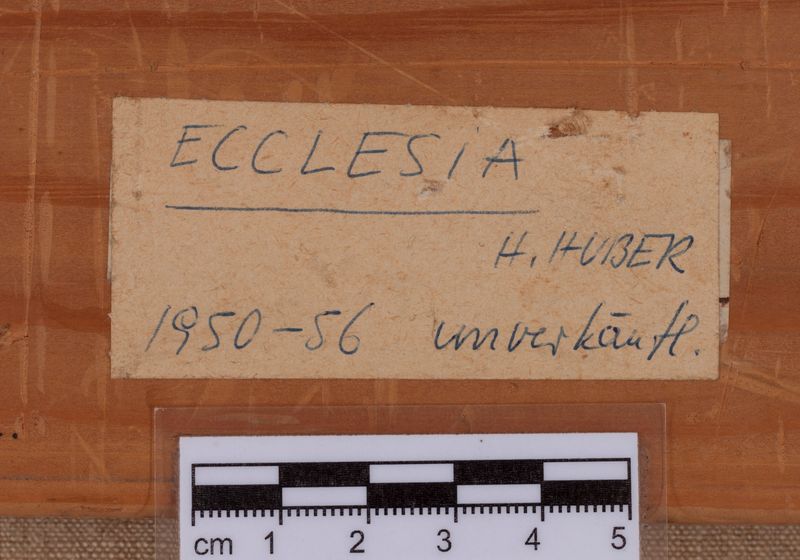 ECCLESiA
H. HUBER
1950-56 unverkäufl.
cm 1 2 3 4 5